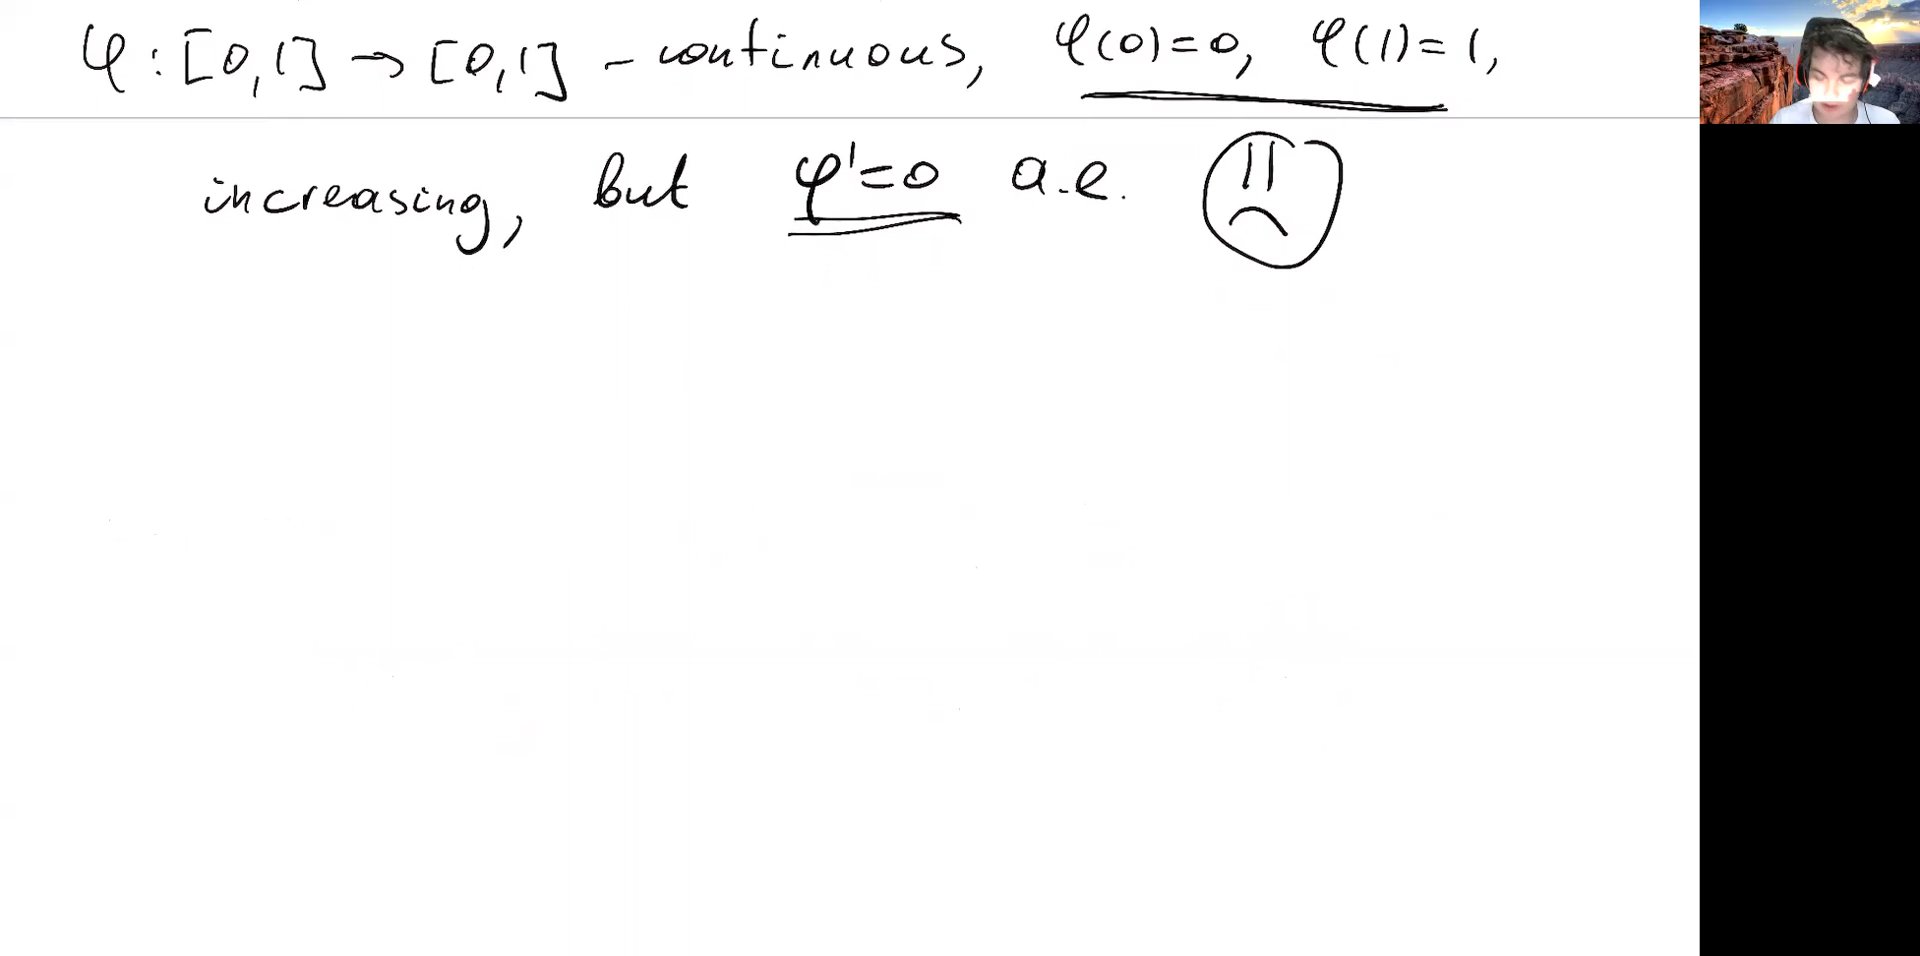 φ : [0,1] → [0,1] - continuous, φ(0)=0, φ(1)=1,
increasing, but φ'=0 a.e.